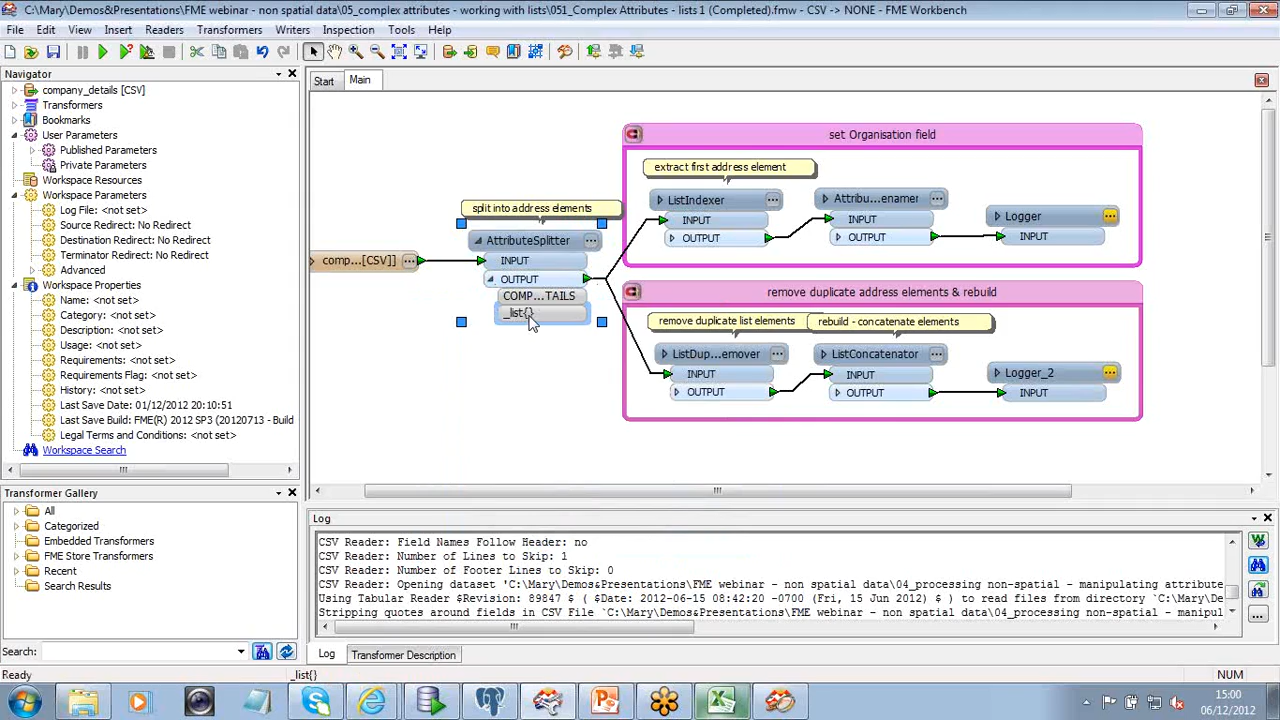 C:\Mary\Demos&Presentations\FME webinar - non spatial data\05_complex attributes - working with lists\051_Complex Attributes - lists 1 (Completed).fmw - CSV -> NONE - FME Workbench
File Edit View Insert Readers Transformers Writers Inspection Tools Help
Navigator
company_details [CSV]
Transformers
Bookmarks
User Parameters
Published Parameters
Private Parameters
Workspace Resources
Workspace Parameters
Log File: <not set>
Source Redirect: No Redirect
Destination Redirect: No Redirect
Terminator Redirect: No Redirect
Advanced
Workspace Properties
Name: <not set>
Category: <not set>
Description: <not set>
Usage: <not set>
Requirements: <not set>
Requirements Flag: <not set>
History: <not set>
Last Save Date: 01/12/2012 20:10:51
Last Save Build: FME(R) 2012 SP3 (20120713 - Build
Legal Terms and Conditions: <not set>
Workspace Search
Transformer Gallery
All
Categorized
Embedded Transformers
FME Store Transformers
Recent
Search Results
Search:
Start Main
split into address elements
comp...[CSV]]
AttributeSplitter
INPUT
OUTPUT
COMP...TAILS
_list{}
set Organisation field
extract first address element
ListIndexer
INPUT
OUTPUT
Attribu...enamer
INPUT
OUTPUT
Logger
INPUT
remove duplicate address elements & rebuild
remove duplicate list elements
rebuild - concatenate elements
ListDup...emover
INPUT
OUTPUT
ListConcatenator
INPUT
OUTPUT
Logger_2
INPUT
Log
CSV Reader: Field Names Follow Header: no
CSV Reader: Number of Lines to Skip: 1
CSV Reader: Number of Footer Lines to Skip: 0
CSV Reader: Opening dataset 'C:\Mary\Demos&Presentations\FME webinar - non spatial data\04_processing non-spatial - manipulating attribute
Using Tabular Reader $Revision: 89847 $ ( $Date: 2012-06-15 08:42:20 -0700 (Fri, 15 Jun 2012) $ ) to read files from directory `C:\Mary\De
Stripping quotes around fields in CSV File `C:\Mary\Demos&Presentations\FME webinar - non spatial data\04_processing non-spatial - manipul
Log Transformer Description
Ready
_list{}
NUM
15:00
06/12/2012